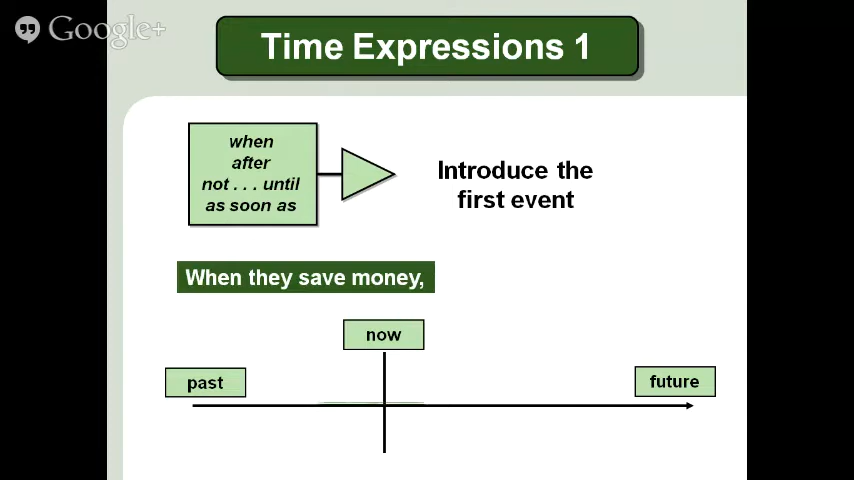 Google+
Time Expressions 1
when
after
not . . . until
as soon as
Introduce the
first event
When they save money,
now
past
future